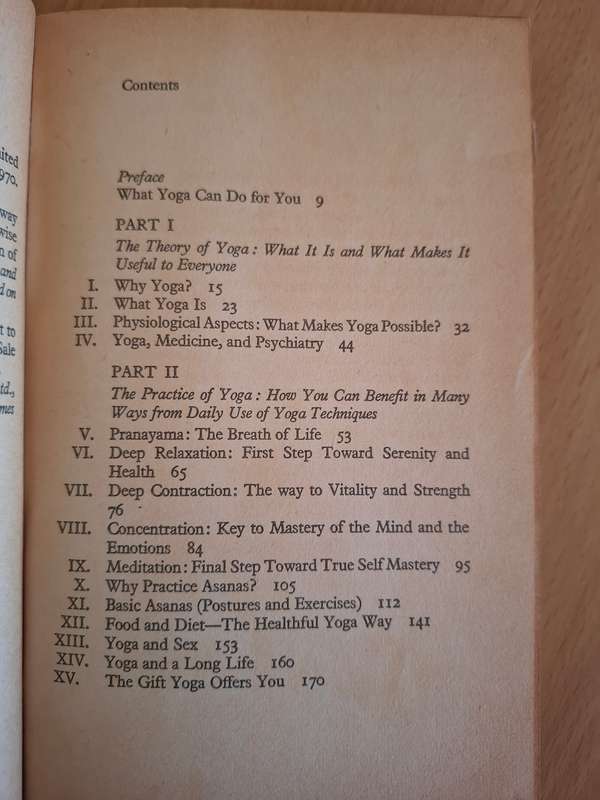 Contents
Preface
What Yoga Can Do for You 9
PART I
The Theory of Yoga: What It Is and What Makes It
Useful to Everyone
I. Why Yoga? 15
II. What Yoga Is 23
III. Physiological Aspects: What Makes Yoga Possible? 32
IV. Yoga, Medicine, and Psychiatry 44
PART II
The Practice of Yoga: How You Can Benefit in Many
Ways from Daily Use of Yoga Techniques
V. Pranayama: The Breath of Life 53
VI. Deep Relaxation: First Step Toward Serenity and
Health 65
VII. Deep Contraction: The way to Vitality and Strength
76
VIII. Concentration: Key to Mastery of the Mind and the
Emotions 84
IX. Meditation: Final Step Toward True Self Mastery 95
X. Why Practice Asanas? 105
XI. Basic Asanas (Postures and Exercises) 112
XII. Food and Diet—The Healthful Yoga Way 141
XIII. Yoga and Sex 153
XIV. Yoga and a Long Life 160
XV. The Gift Yoga Offers You 170